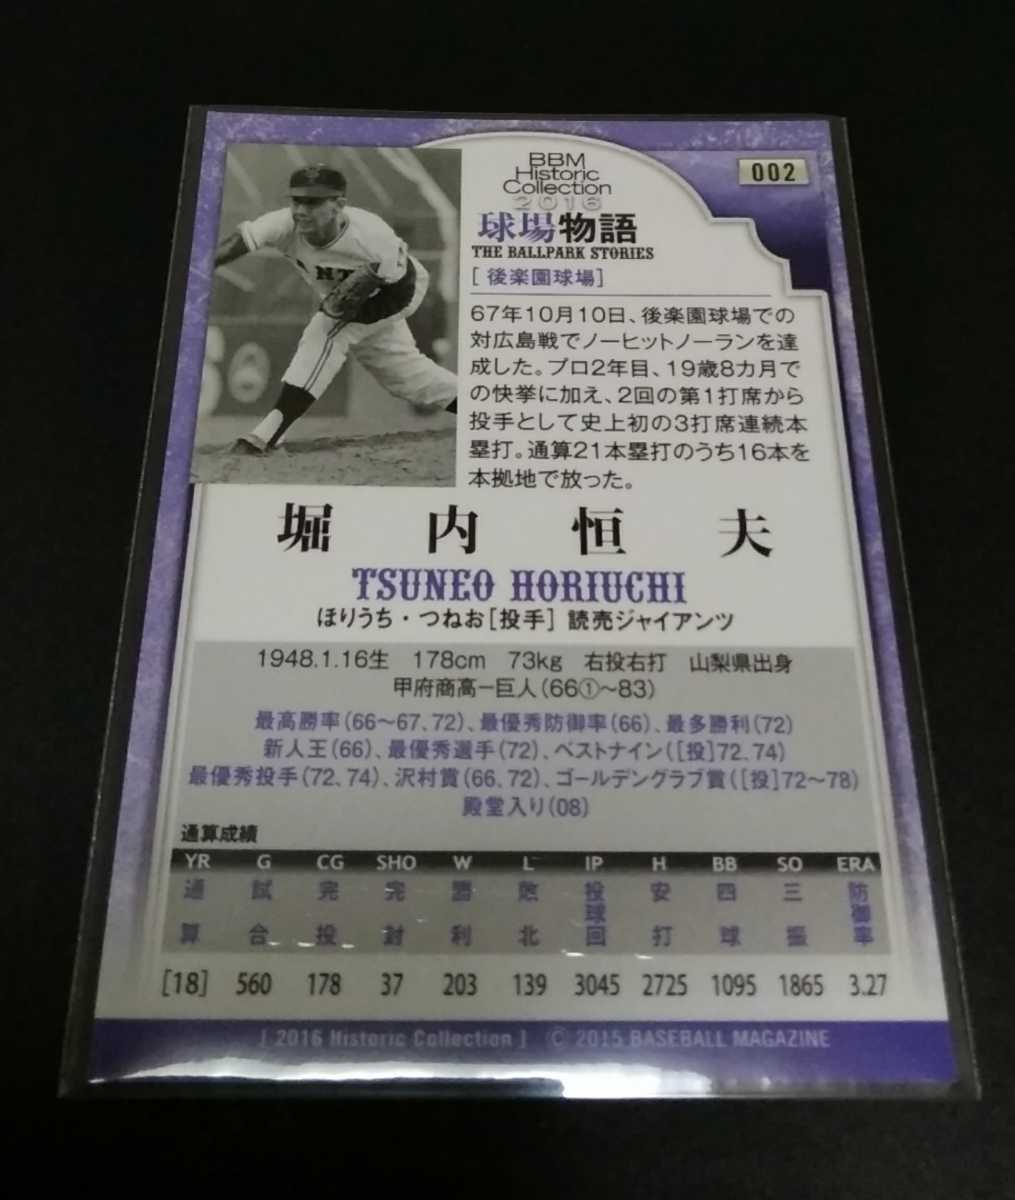 002
BBM
Historic
Collection
2016
球場物語
THE BALLPARK STORIES
[ 後楽園球場]
67年10月10日、後楽園球場での
対広島戦でノーヒットノーランを達
成した。プロ2年目、19歳8カ月で
の快挙に加え、2回の第1打席から
投手として史上初の3打席連続本
塁打。通算21本塁打のうち16本を
本拠地で放った。
堀内恒夫
TSUNEO HORIUCHI
ほりうち・つねお[投手] 読売ジャイアンツ
1948.1.16生 178cm 73kg 右投右打 山梨県出身
甲府商高ー巨人(66①〜83)
最高勝率(66〜67、72)、最優秀防御率(66)、最多勝利(72)
新人王(66)、最優秀選手(72)、ベストナイン([投]72、74)
最優秀投手(72、74)、沢村賞(66、72)、ゴールデングラブ賞([投]72〜78)
殿堂入り(08)
通算成績
YR G CG SHO W L IP H BB SO ERA
通算 試合 完投 完封 勝利 敗北 投球回 安打 四球 三振 防御率
[18] 560 178 37 203 139 3045 2725 1095 1865 3.27
[ 2016 Historic Collection ] © 2015 BASEBALL MAGAZINE